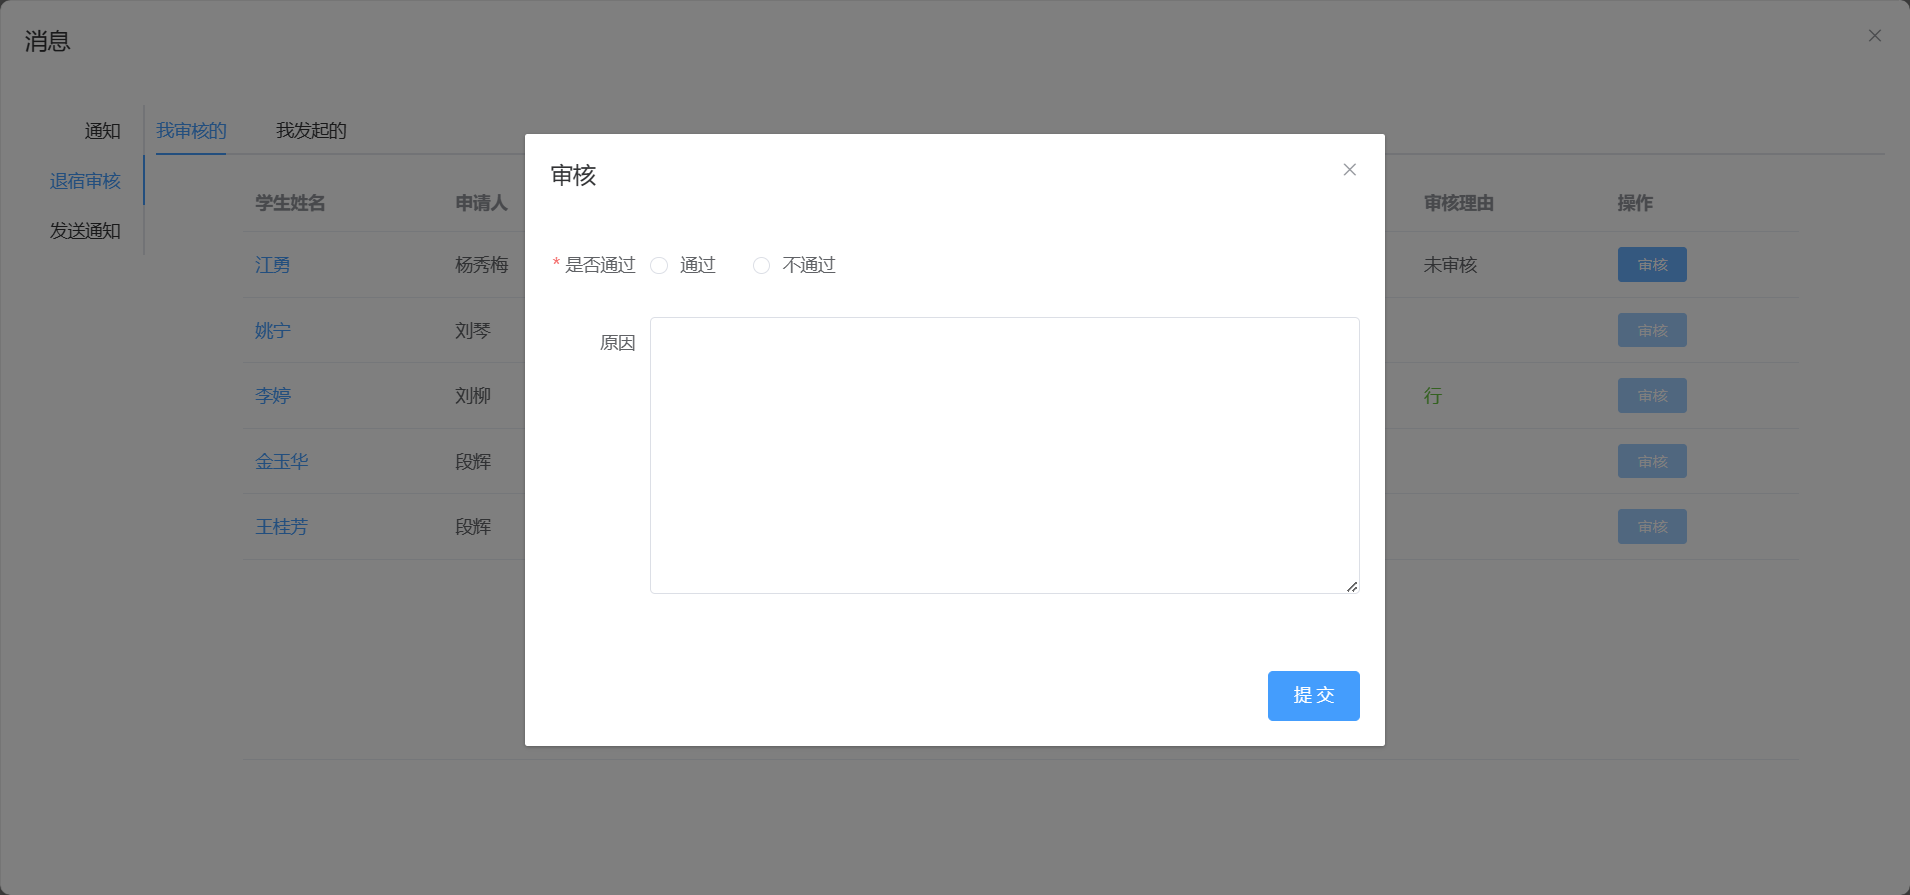 消息
通知
我审核的
我发起的
退宿审核
发送通知
学生姓名
申请人
审核理由
操作
江勇
杨秀梅
未审核
审核
姚宁
刘琴
审核
李婷
刘柳
行
审核
金玉华
段辉
审核
王桂芳
段辉
审核
审核
* 是否通过
通过
不通过
原因
提交